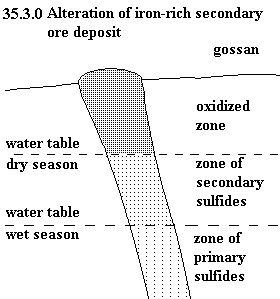 35.3.0 Alteration of iron-rich secondary
ore deposit
gossan
oxidized
zone
water table
dry season
zone of
secondary
sulfides
water table
wet season
zone of
primary
sulfides